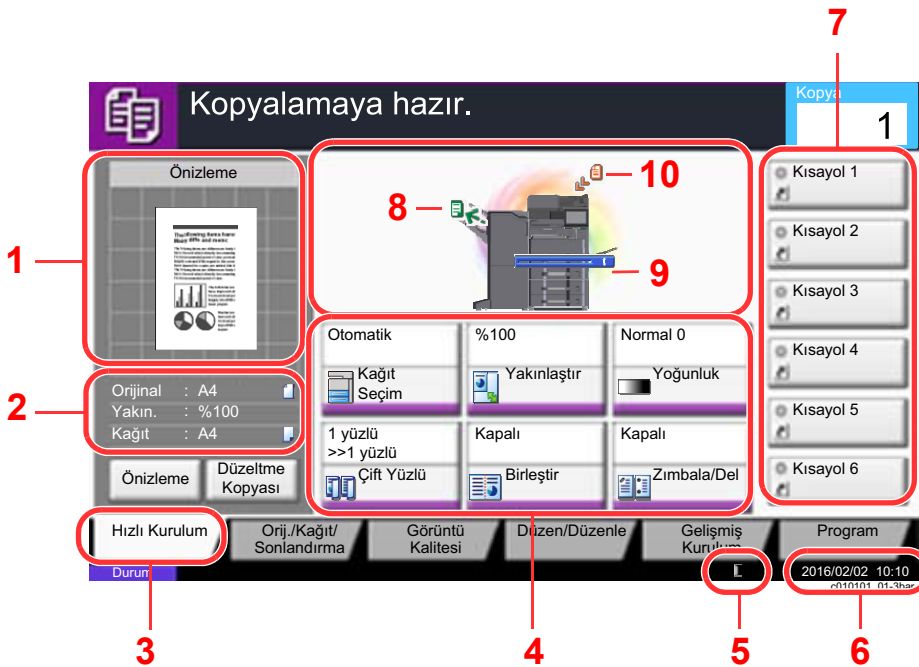 7
Kopyalamaya hazır.
Kopya
1
Önizleme
1
8
10
9
Kısayol 1
Kısayol 2
Kısayol 3
Kısayol 4
Kısayol 5
Kısayol 6
2
Orijinal : A4
Yakın. : %100
Kağıt : A4
Önizleme
Düzeltme
Kopyası
Otomatik
Kağıt
Seçim
%100
Yakınlaştır
Normal 0
Yoğunluk
1 yüzlü
>>1 yüzlü
Çift Yüzlü
Kapalı
Birleştir
Kapalı
Zımbala/Del
Hızlı Kurulum
Orij./Kağıt/
Sonlandırma
Görüntü
Kalitesi
Düzen/Düzenle
Gelişmiş
Kurulum
Program
Durum
2016/02/02 10:10
3
4
5
6